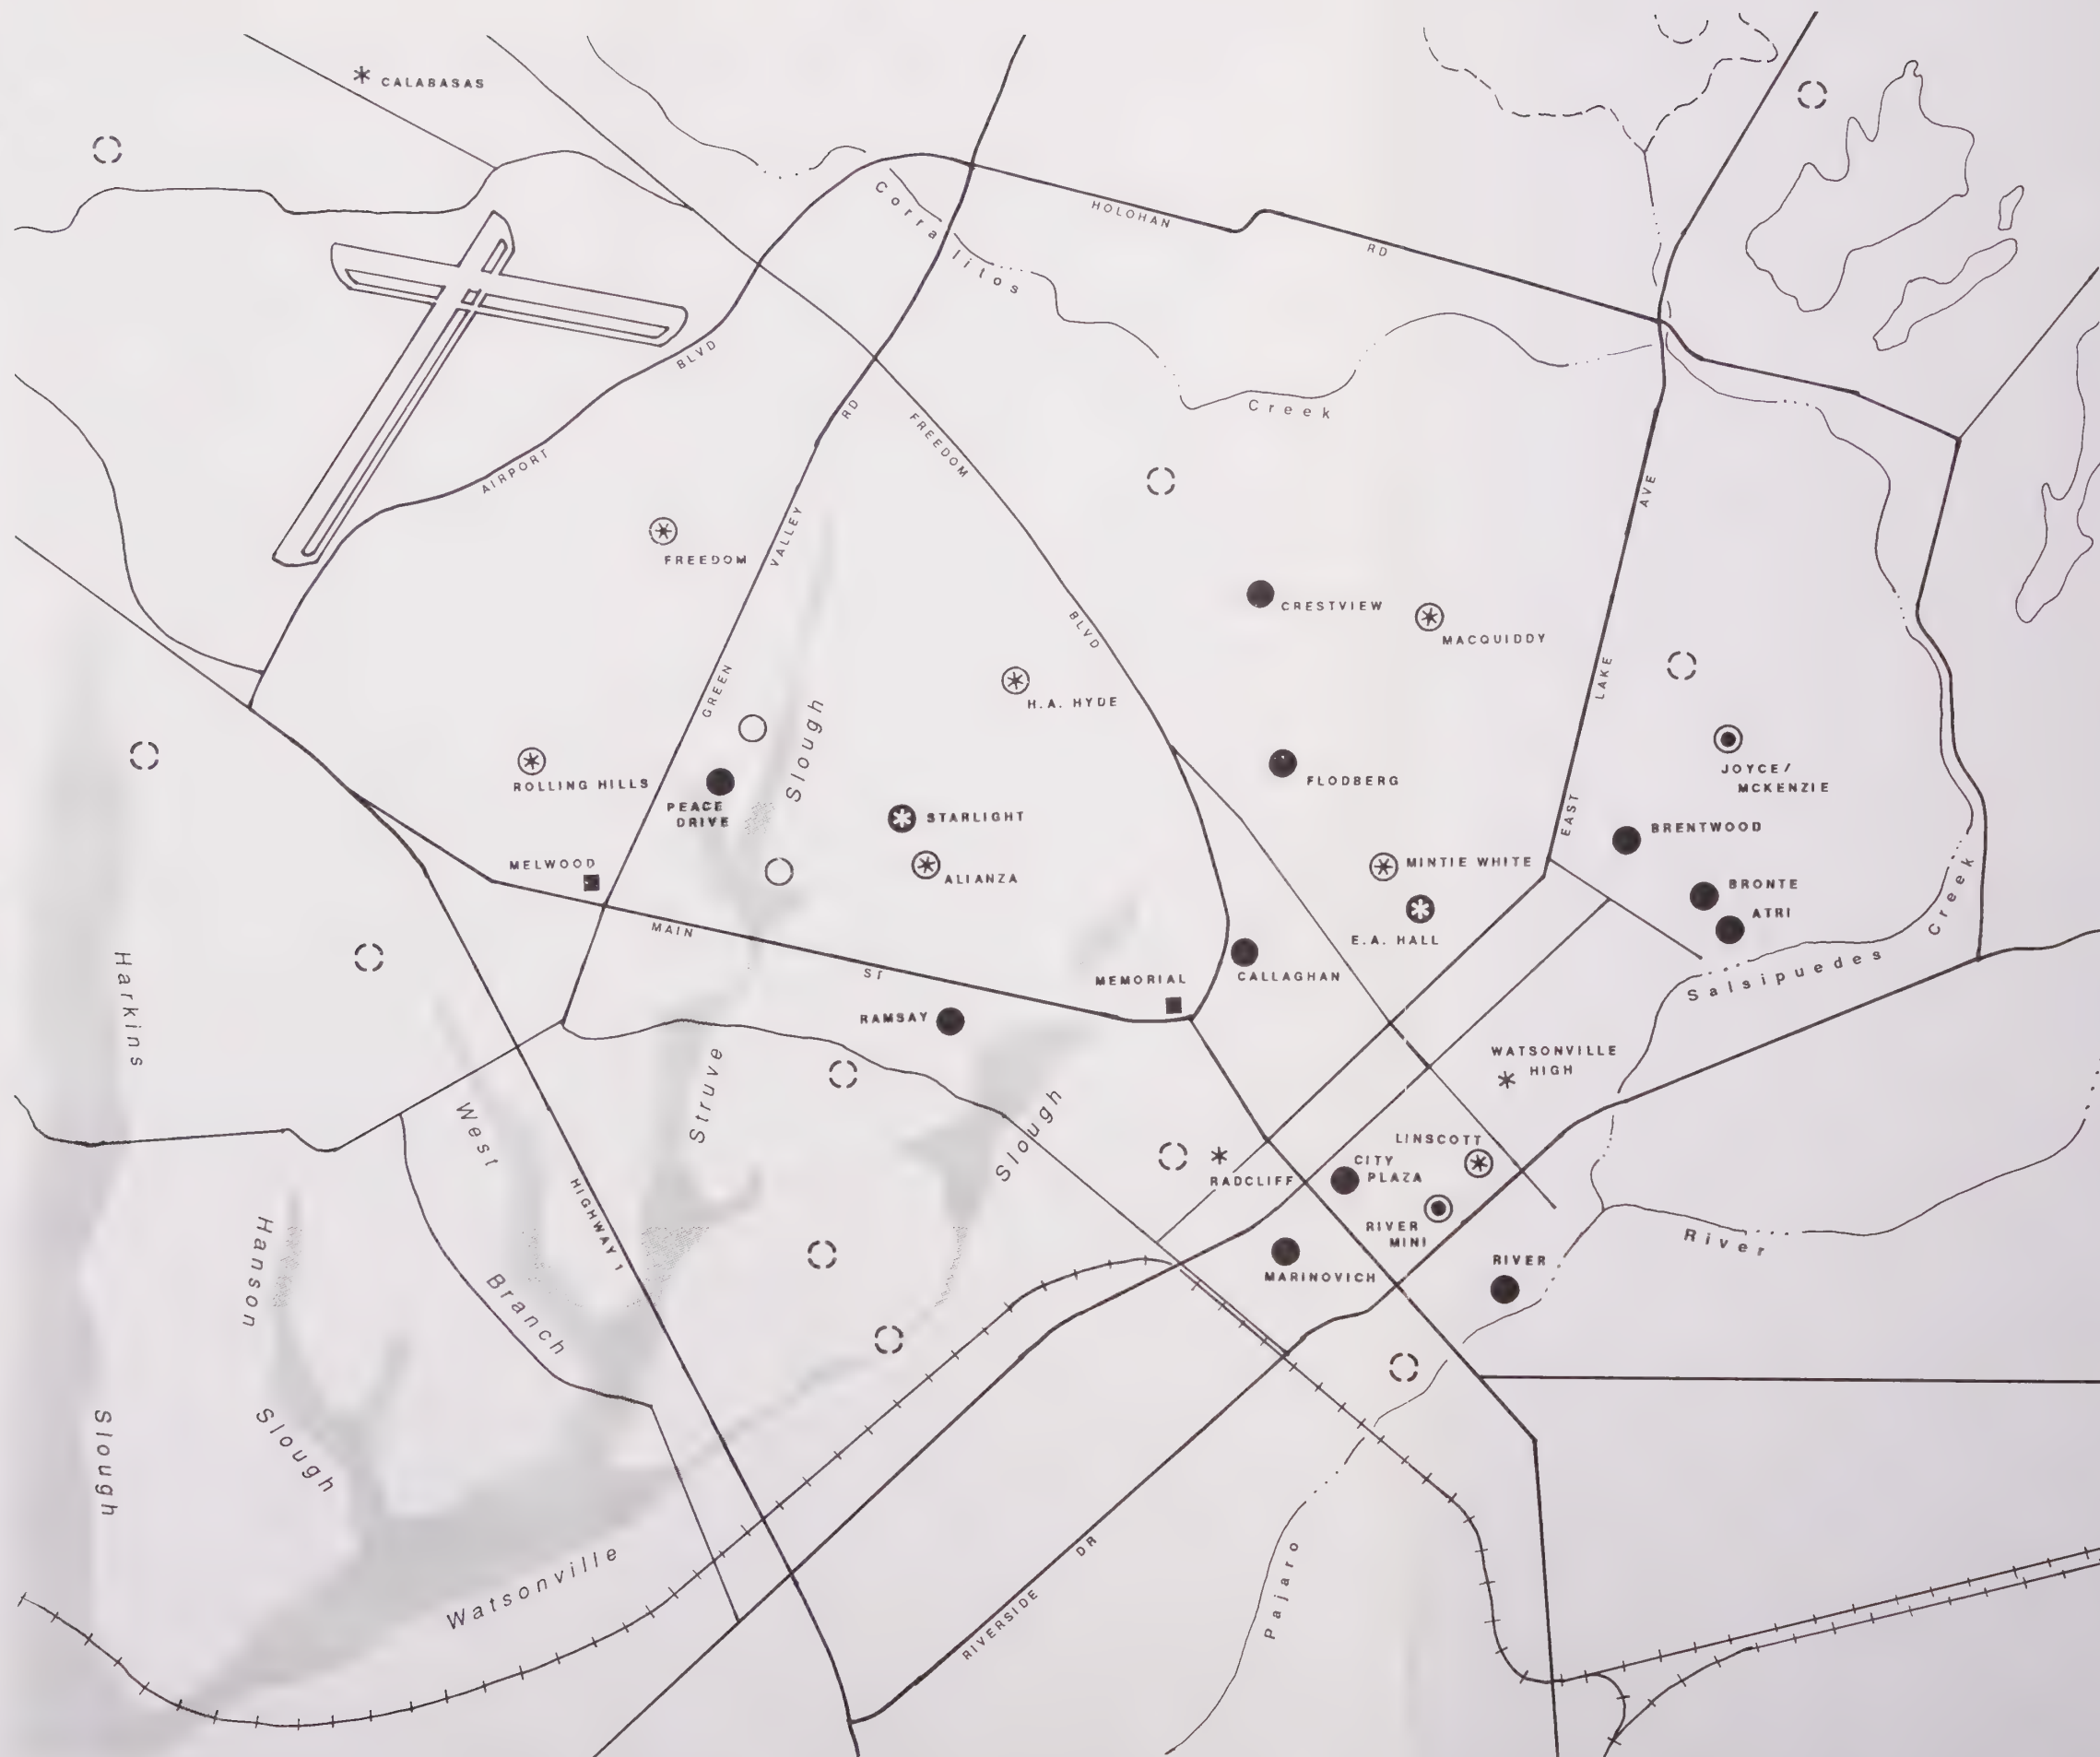 CALABASAS
Corralitos
HOLOHAN
RD
BLVD
RD
FREEDOM
Creek
AIRPORT
AVE
VALLEY
FREEDOM
CRESTVIEW
BLVD
MACQUIDDY
GREEN
LAKE
H.A. HYDE
Slough
ROLLING HILLS
FLODBERG
JOYCE/
MCKENZIE
PEACE
DRIVE
STARLIGHT
EAST
BRENTWOOD
MELWOOD
ALIANZA
MINTIE WHITE
BRONTE
ATRI
Creek
MAIN
E.A. HALL
ST
MEMORIAL
CALLAGHAN
Salsipuedes
Harkins
RAMSAY
WATSONVILLE
HIGH
Struve
West
Slough
LINSCOTT
CITY
PLAZA
RADCLIFF
HIGHWAY 1
RIVER
MINI
River
Hanson
RIVER
MARINOVICH
Branch
Slough
Slough
Watsonville
DR
Pajaro
RIVERSIDE